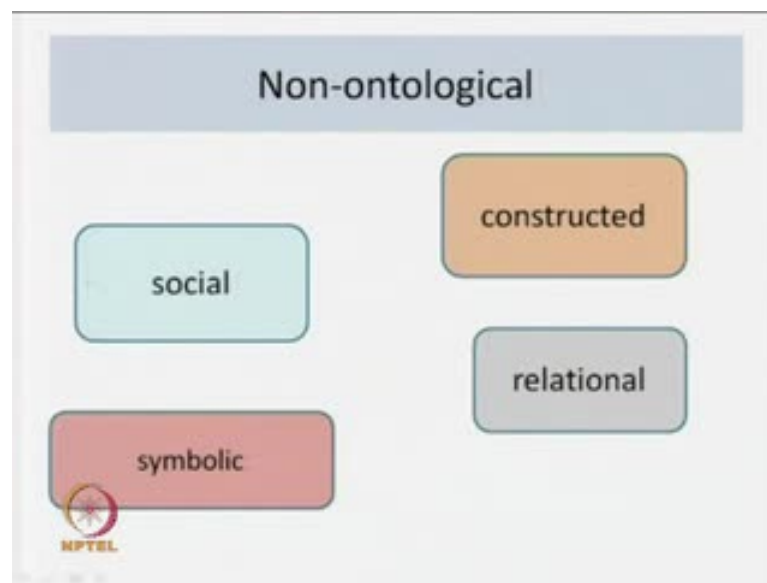 Non-ontological
constructed
social
relational
symbolic
NPTEL